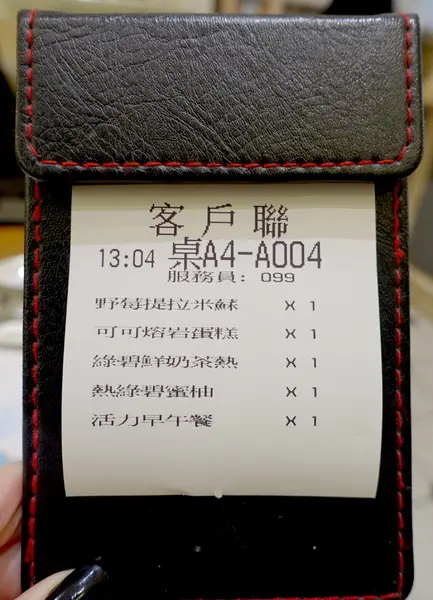 客戶聯
13:04 桌A4-A004
服務員: 099
野莓提拉米蘇 X 1
可可熔岩蛋糕 X 1
綠碧鮮奶茶熱 X 1
熱綠碧蜜柚 X 1
活力早午餐 X 1